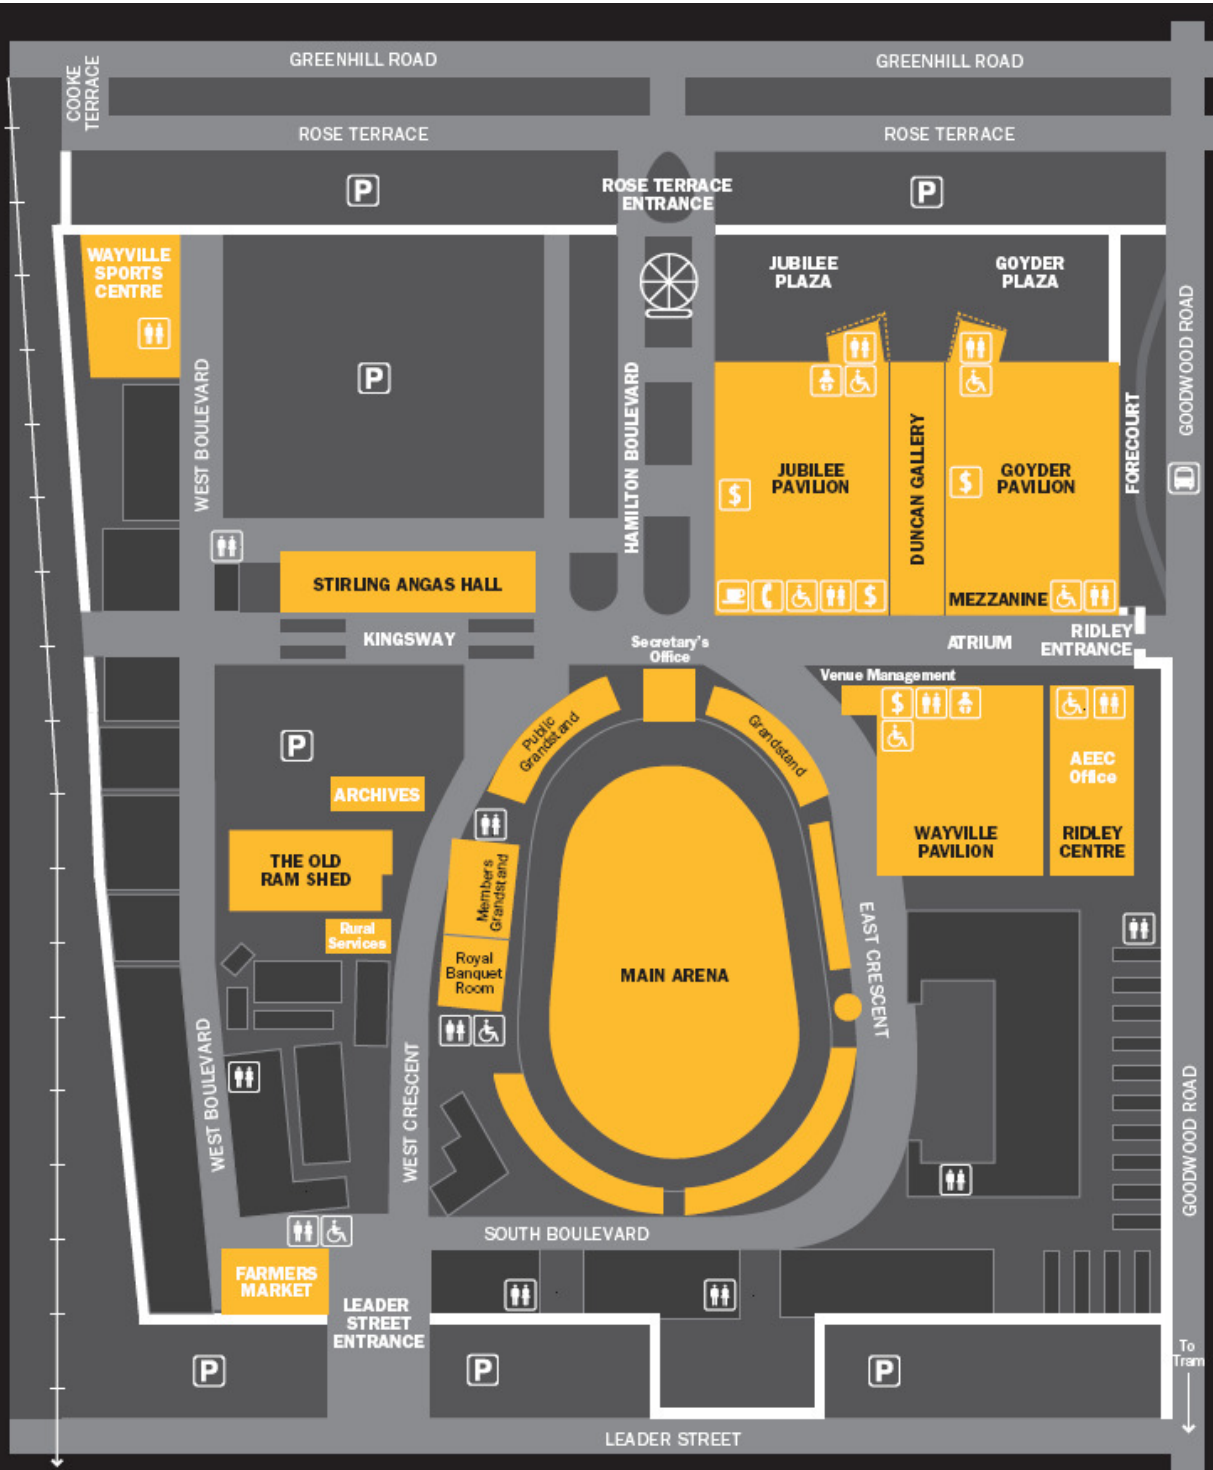 GREENHILL ROAD
GREENHILL ROAD
COOKE
TERRACE
ROSE TERRACE
ROSE TERRACE
P
ROSE TERRACE
ENTRANCE
P
WAYVILLE
SPORTS
CENTRE
JUBILEE
PLAZA
GOYDER
PLAZA
GOODWOOD ROAD
P
WEST BOULEVARD
HAMILTON BOULEVARD
JUBILEE
PAVILION
$
DUNCAN GALLERY
$
GOYDER
PAVILION
FORECOURT
STIRLING ANGAS HALL
$
MEZZANINE
KINGSWAY
Secretary's
Office
ATRIUM
RIDLEY
ENTRANCE
Venue Management
$
P
Public
Grandstand
Grandstand
AEEC
Office
ARCHIVES
WAYVILLE
PAVILION
RIDLEY
CENTRE
THE OLD
RAM SHED
Members
Grandstand
Rural
Services
Royal
Banquet
Room
MAIN ARENA
EAST CRESCENT
WEST BOULEVARD
WEST CRESCENT
GOODWOOD ROAD
SOUTH BOULEVARD
FARMERS
MARKET
LEADER
STREET
ENTRANCE
P
P
P
To
Tram
LEADER STREET